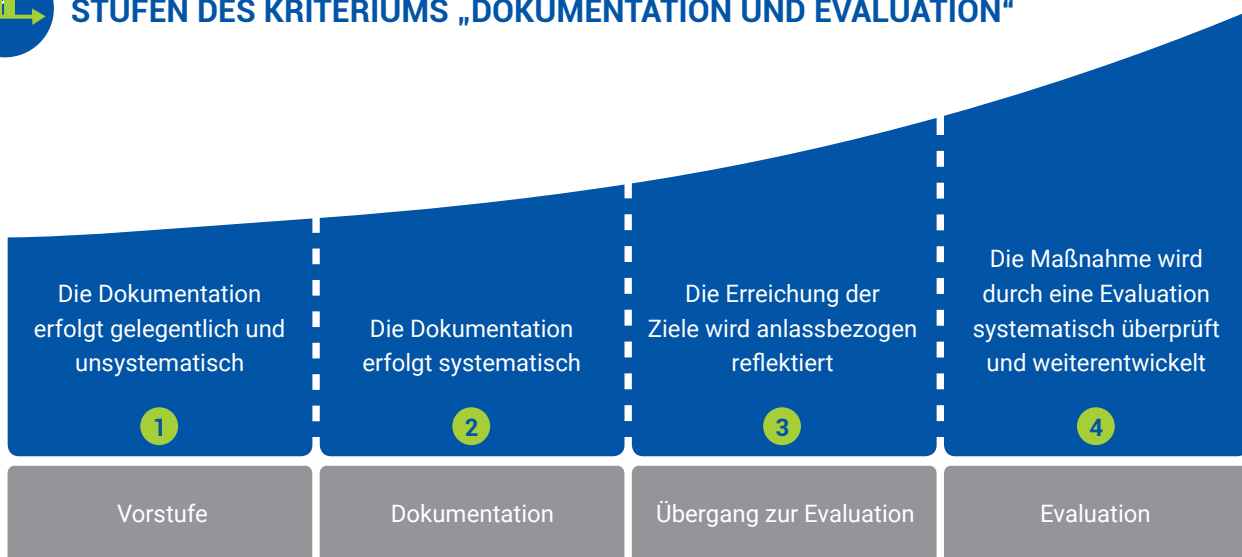 STUFEN DES KRITERIUMS „DOKUMENTATION UND EVALUATION“
Die Dokumentation
erfolgt gelegentlich und
unsystematisch
1
Vorstufe
Die Dokumentation
erfolgt systematisch
2
Dokumentation
Die Erreichung der
Ziele wird anlassbezogen
reflektiert
3
Übergang zur Evaluation
Die Maßnahme wird
durch eine Evaluation
systematisch überprüft
und weiterentwickelt
4
Evaluation